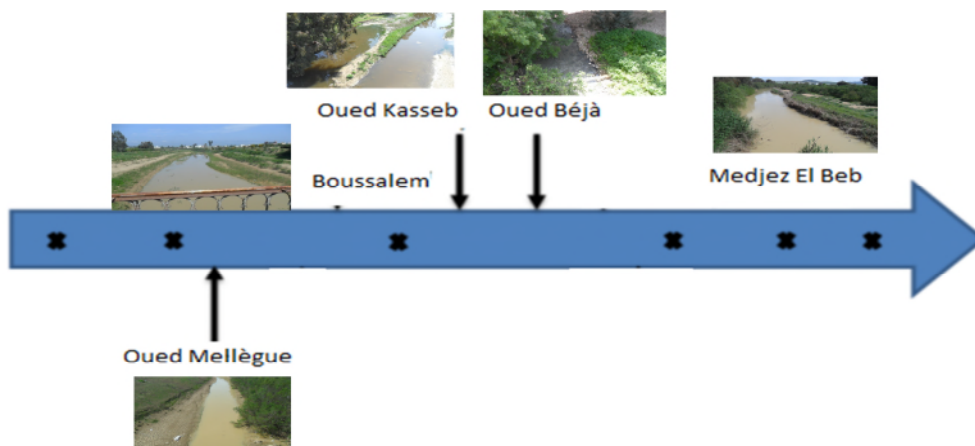 Oued Kasseb
Oued Béjà
Boussalem
Medjez El Beb
Oued Mellègue